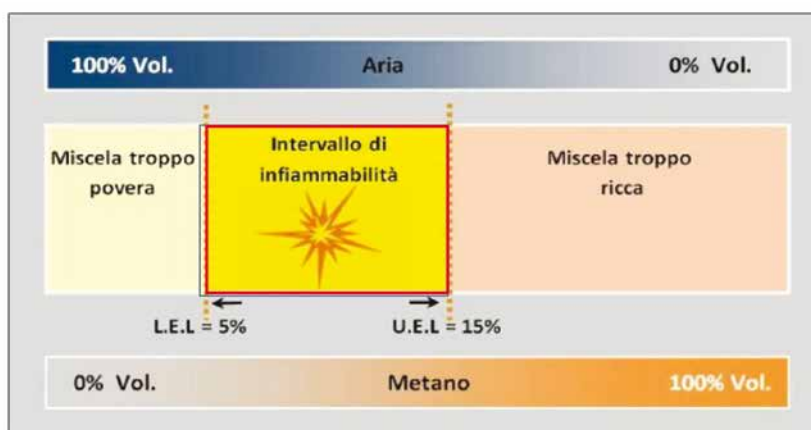 100% Vol. Aria 0% Vol.
Miscela troppo
povera
Intervallo di
infiammabilità
Miscela troppo
ricca
L.E.L = 5% U.E.L = 15%
0% Vol. Metano 100% Vol.